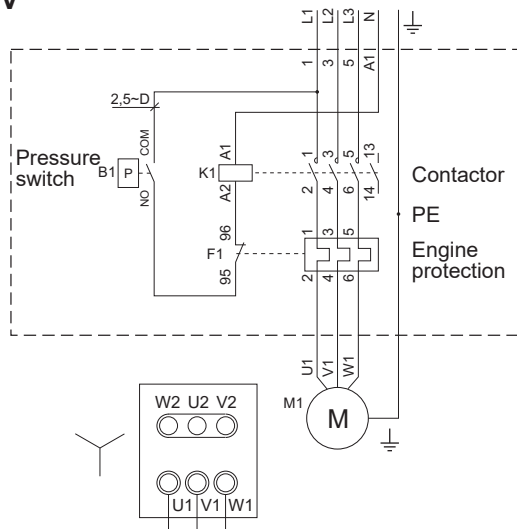 V
L1 L2 L3 N
1 3 5 A1
2,5~D
COM
Pressure
switch
B1 P
NO
A1
K1
A2
1 3 5 13
2 4 6 14
Contactor
PE
96
F1
95
1 3 5
2 4 6
Engine
protection
U1 V1 W1
M1
M
W2 U2 V2
U1 V1 W1